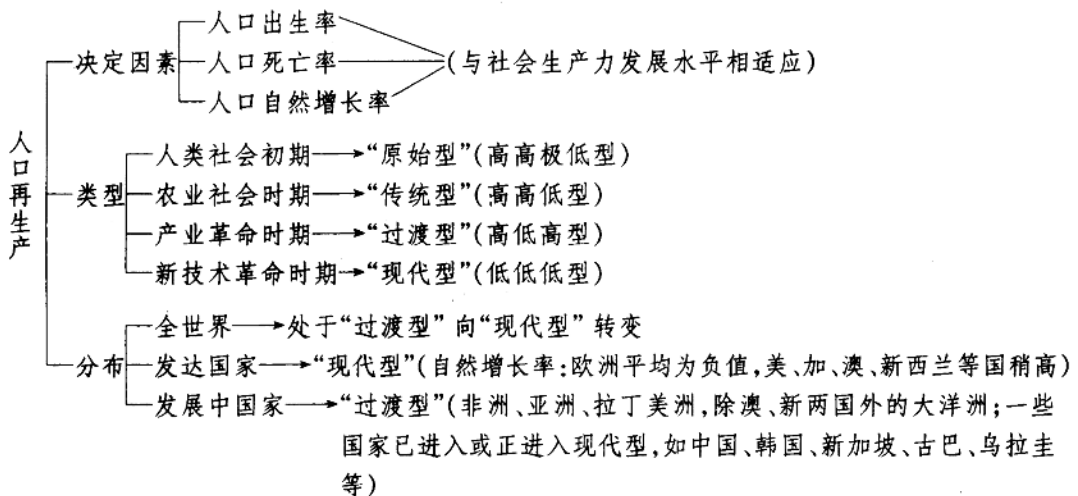 人口再生产
决定因素
人口出生率
人口死亡率
人口自然增长率
(与社会生产力发展水平相适应)
类型
人类社会初期→“原始型”(高高极低型)
农业社会时期→“传统型”(高高低型)
产业革命时期→“过渡型”(高低高型)
新技术革命时期→“现代型”(低低低型)
分布
全世界→处于“过渡型”向“现代型”转变
发达国家→“现代型”(自然增长率:欧洲平均为负值,美、加、澳、新西兰等国稍高)
发展中国家→“过渡型”(非洲、亚洲、拉丁美洲,除澳、新两国外的大洋洲;一些
国家已进入或正进入现代型,如中国、韩国、新加坡、古巴、乌拉圭
等)